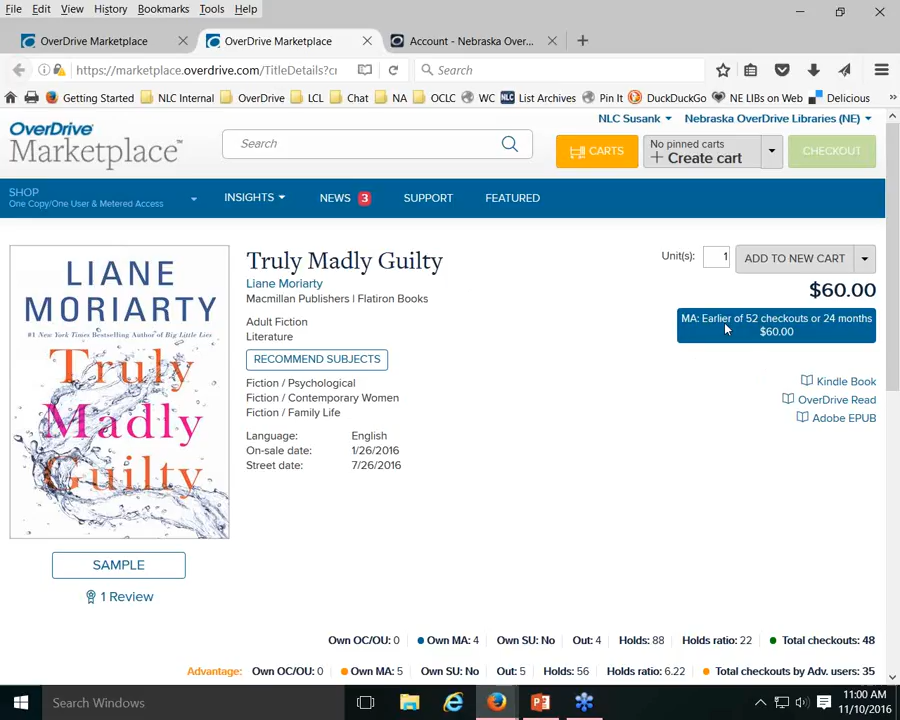 File Edit View History Bookmarks Tools Help
OverDrive Marketplace OverDrive Marketplace Account - Nebraska Over...
https://marketplace.overdrive.com/TitleDetails?cr Search
Getting Started NLC Internal OverDrive LCL Chat NA OCLC WC NLC List Archives Pin It DuckDuckGo NE LIBs on Web Delicious
NLC Susank Nebraska OverDrive Libraries (NE)
OverDrive
Marketplace™
Search
CARTS
No pinned carts
+ Create cart
CHECKOUT
SHOP
One Copy/One User & Metered Access
INSIGHTS NEWS 3 SUPPORT FEATURED
LIANE
MORIARTY
#1 New York Times Bestselling Author of Big Little Lies
Truly
Madly
Guilty
SAMPLE
1 Review
Truly Madly Guilty
Liane Moriarty
Macmillan Publishers | Flatiron Books
Adult Fiction
Literature
RECOMMEND SUBJECTS
Fiction / Psychological
Fiction / Contemporary Women
Fiction / Family Life
Language: English
On-sale date: 1/26/2016
Street date: 7/26/2016
Unit(s): 1 ADD TO NEW CART
$60.00
MA: Earlier of 52 checkouts or 24 months
$60.00
Kindle Book
OverDrive Read
Adobe EPUB
Own OC/OU: 0 Own MA: 4 Own SU: No Out: 4 Holds: 88 Holds ratio: 22 Total checkouts: 48
Advantage: Own OC/OU: 0 Own MA: 5 Own SU: No Out: 5 Holds: 56 Holds ratio: 6.22 Total checkouts by Adv. users: 35
Search Windows
11:00 AM
11/10/2016